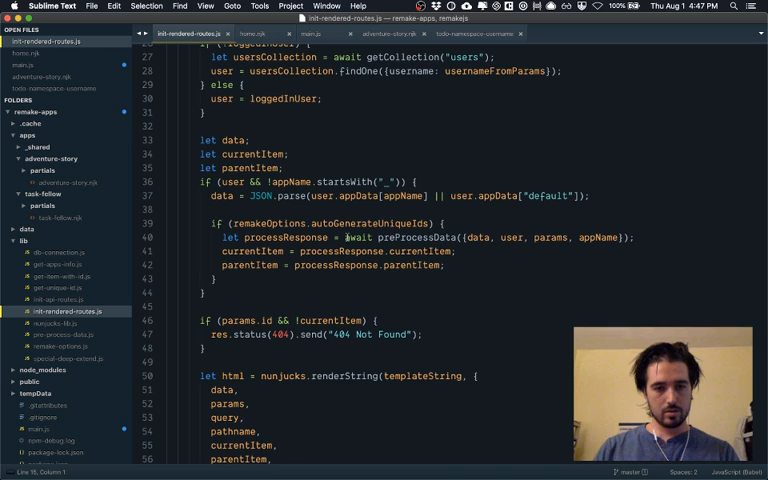 Sublime Text File Edit Selection Find View Goto Tools Project Window Help 100% Thu Aug 1 4:47 PM
init-rendered-routes.js — remake-apps, remakejs
OPEN FILES
init-rendered-routes.js
home.njk
main.js
adventure-story.njk
todo-namespace-username
FOLDERS
remake-apps
.cache
apps
_shared
adventure-story
partials
adventure-story.njk
task-follow
partials
task-follow.njk
data
lib
db-connection.js
get-apps-info.js
get-item-with-id.js
get-unique-id.js
init-api-routes.js
init-rendered-routes.js
nunjucks-lib.js
pre-process-data.js
remake-options.js
special-deep-extend.js
node_modules
public
tempData
.gitattributes
.gitignore
main.js
npm-debug.log
package-lock.json
init-rendered-routes.js × home.njk × main.js × adventure-story.njk × todo-namespace-username ×
27 let usersCollection = await getCollection("users");
28 user = usersCollection.findOne({username: usernameFromParams});
29 } else {
30 user = loggedInUser;
31 }
32
33 let data;
34 let currentItem;
35 let parentItem;
36 if (user && !appName.startsWith("_")) {
37 data = JSON.parse(user.appData[appName] || user.appData["default"]);
38
39 if (remakeOptions.autoGenerateUniqueIds) {
40 let processResponse = await preProcessData({data, user, params, appName});
41 currentItem = processResponse.currentItem;
42 parentItem = processResponse.parentItem;
43 }
44 }
45
46 if (params.id && !currentItem) {
47 res.status(404).send("404 Not Found");
48 }
49
50 let html = nunjucks.renderString(templateString, {
51 data,
52 params,
53 query,
54 pathname,
55 currentItem,
56 parentItem,
Line 15, Column 1 master Spaces: 2 JavaScript (Babel)